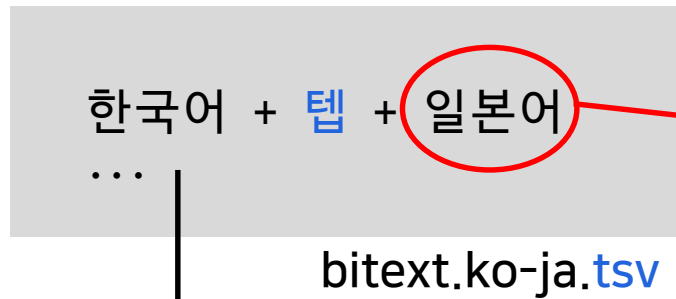 한국어 + 텝 + 일본어
...
bitext.ko-ja.tsv